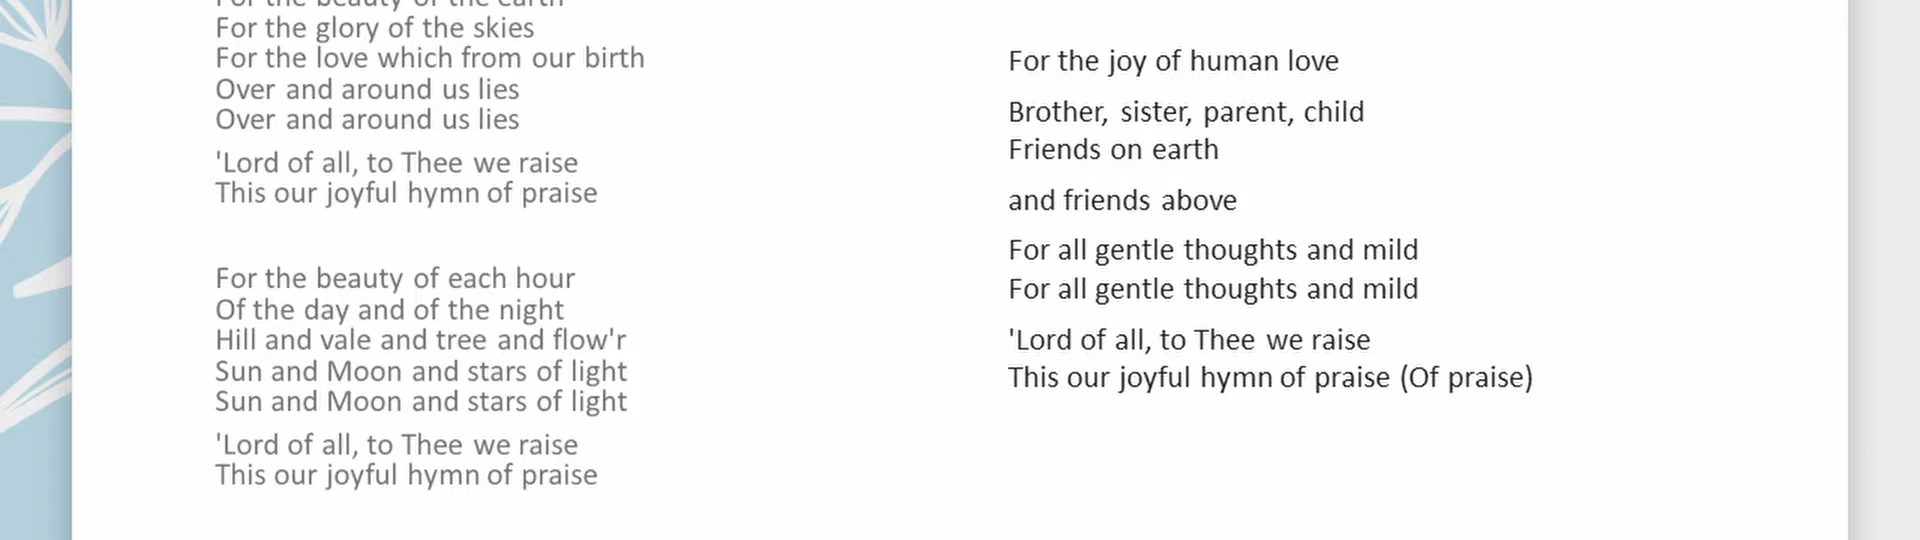 For the beauty of the earth
For the glory of the skies
For the love which from our birth
Over and around us lies
Over and around us lies
'Lord of all, to Thee we raise
This our joyful hymn of praise
For the beauty of each hour
Of the day and of the night
Hill and vale and tree and flow'r
Sun and Moon and stars of light
Sun and Moon and stars of light
'Lord of all, to Thee we raise
This our joyful hymn of praise
For the joy of human love
Brother, sister, parent, child
Friends on earth
and friends above
For all gentle thoughts and mild
For all gentle thoughts and mild
'Lord of all, to Thee we raise
This our joyful hymn of praise (Of praise)